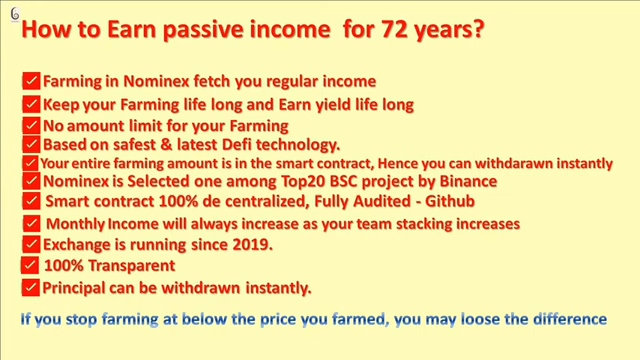 How to Earn passive income for 72 years?
Farming in Nominex fetch you regular income
Keep your Farming life long and Earn yield life long
No amount limit for your Farming
Based on safest & latest Defi technology.
Your entire farming amount is in the smart contract, Hence you can withdarawn instantly
Nominex is Selected one among Top20 BSC project by Binance
Smart contract 100% de centralized, Fully Audited - Github
Monthly Income will always increase as your team stacking increases
Exchange is running since 2019.
100% Transparent
Principal can be withdrawn instantly.
If you stop farming at below the price you farmed, you may loose the difference